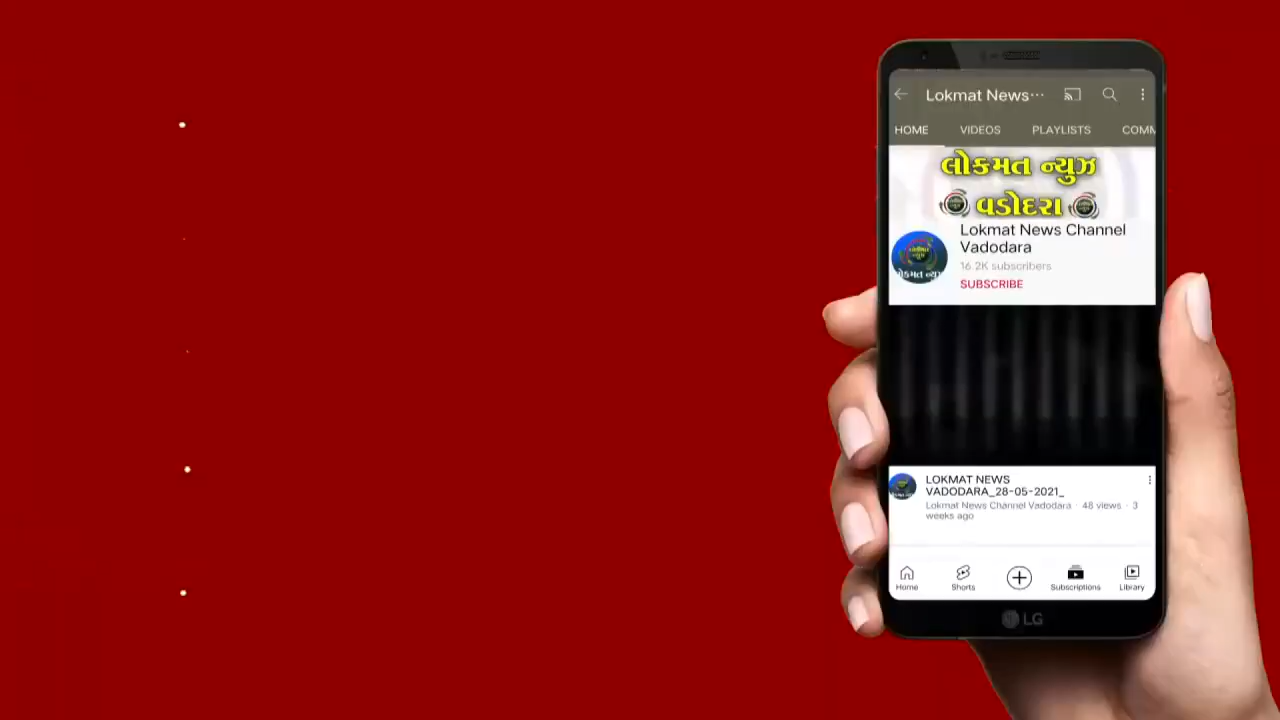 Lokmat News...
HOME VIDEOS PLAYLISTS COMM
લોકમત ન્યુઝ
વડોદરા
Lokmat News Channel
Vadodara
16.2K subscribers
SUBSCRIBE
LOKMAT NEWS
VADODARA_28-05-2021_
Lokmat News Channel Vadodara · 48 views · 3
weeks ago
Home Shorts Subscriptions Library
LG